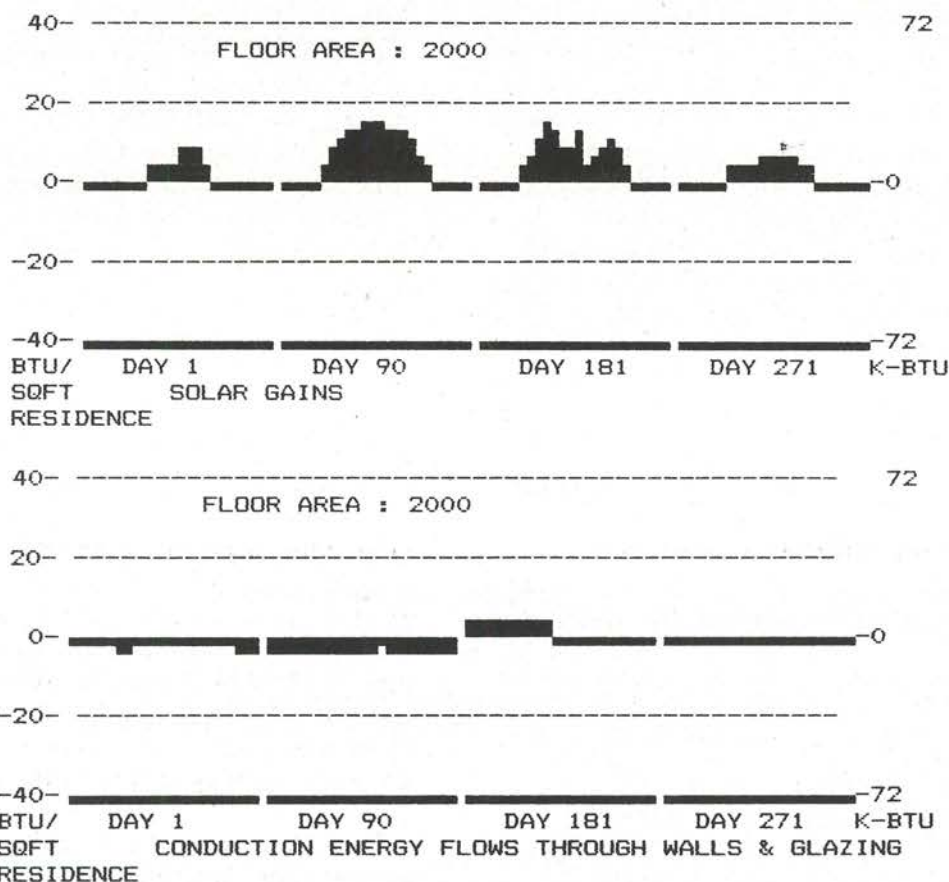 40- 72
FLOOR AREA : 2000
20-
0- -0
-20-
-40- -72
BTU/ DAY 1 DAY 90 DAY 181 DAY 271 K-BTU
SQFT SOLAR GAINS
RESIDENCE
40- 72
FLOOR AREA : 2000
20-
0- -0
-20-
-40- -72
BTU/ DAY 1 DAY 90 DAY 181 DAY 271 K-BTU
SQFT CONDUCTION ENERGY FLOWS THROUGH WALLS & GLAZING
RESIDENCE